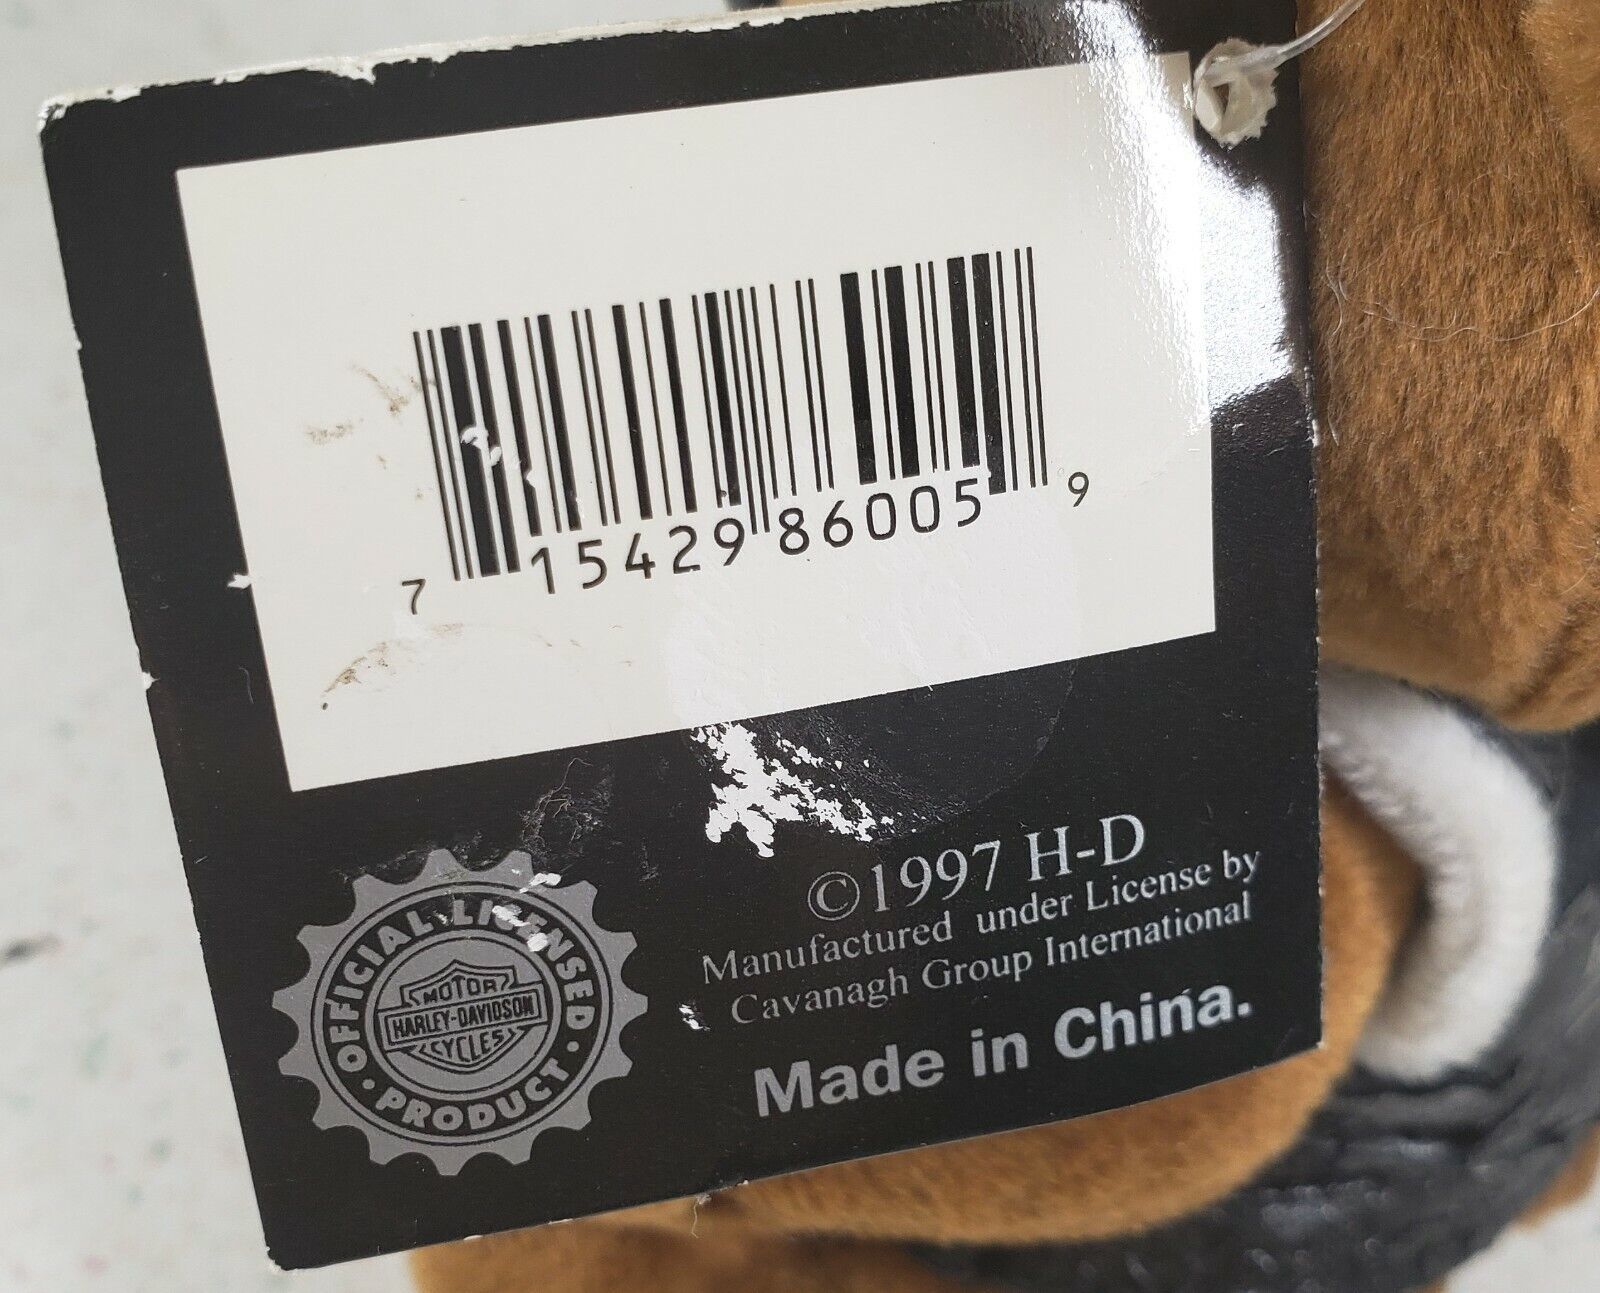 7 15429 86005 9
©1997 H-D
Manufactured under License by
Cavanagh Group International
Made in China.
OFFICIAL LICENSED
MOTOR
HARLEY-DAVIDSON
CYCLES
• PRODUCT •